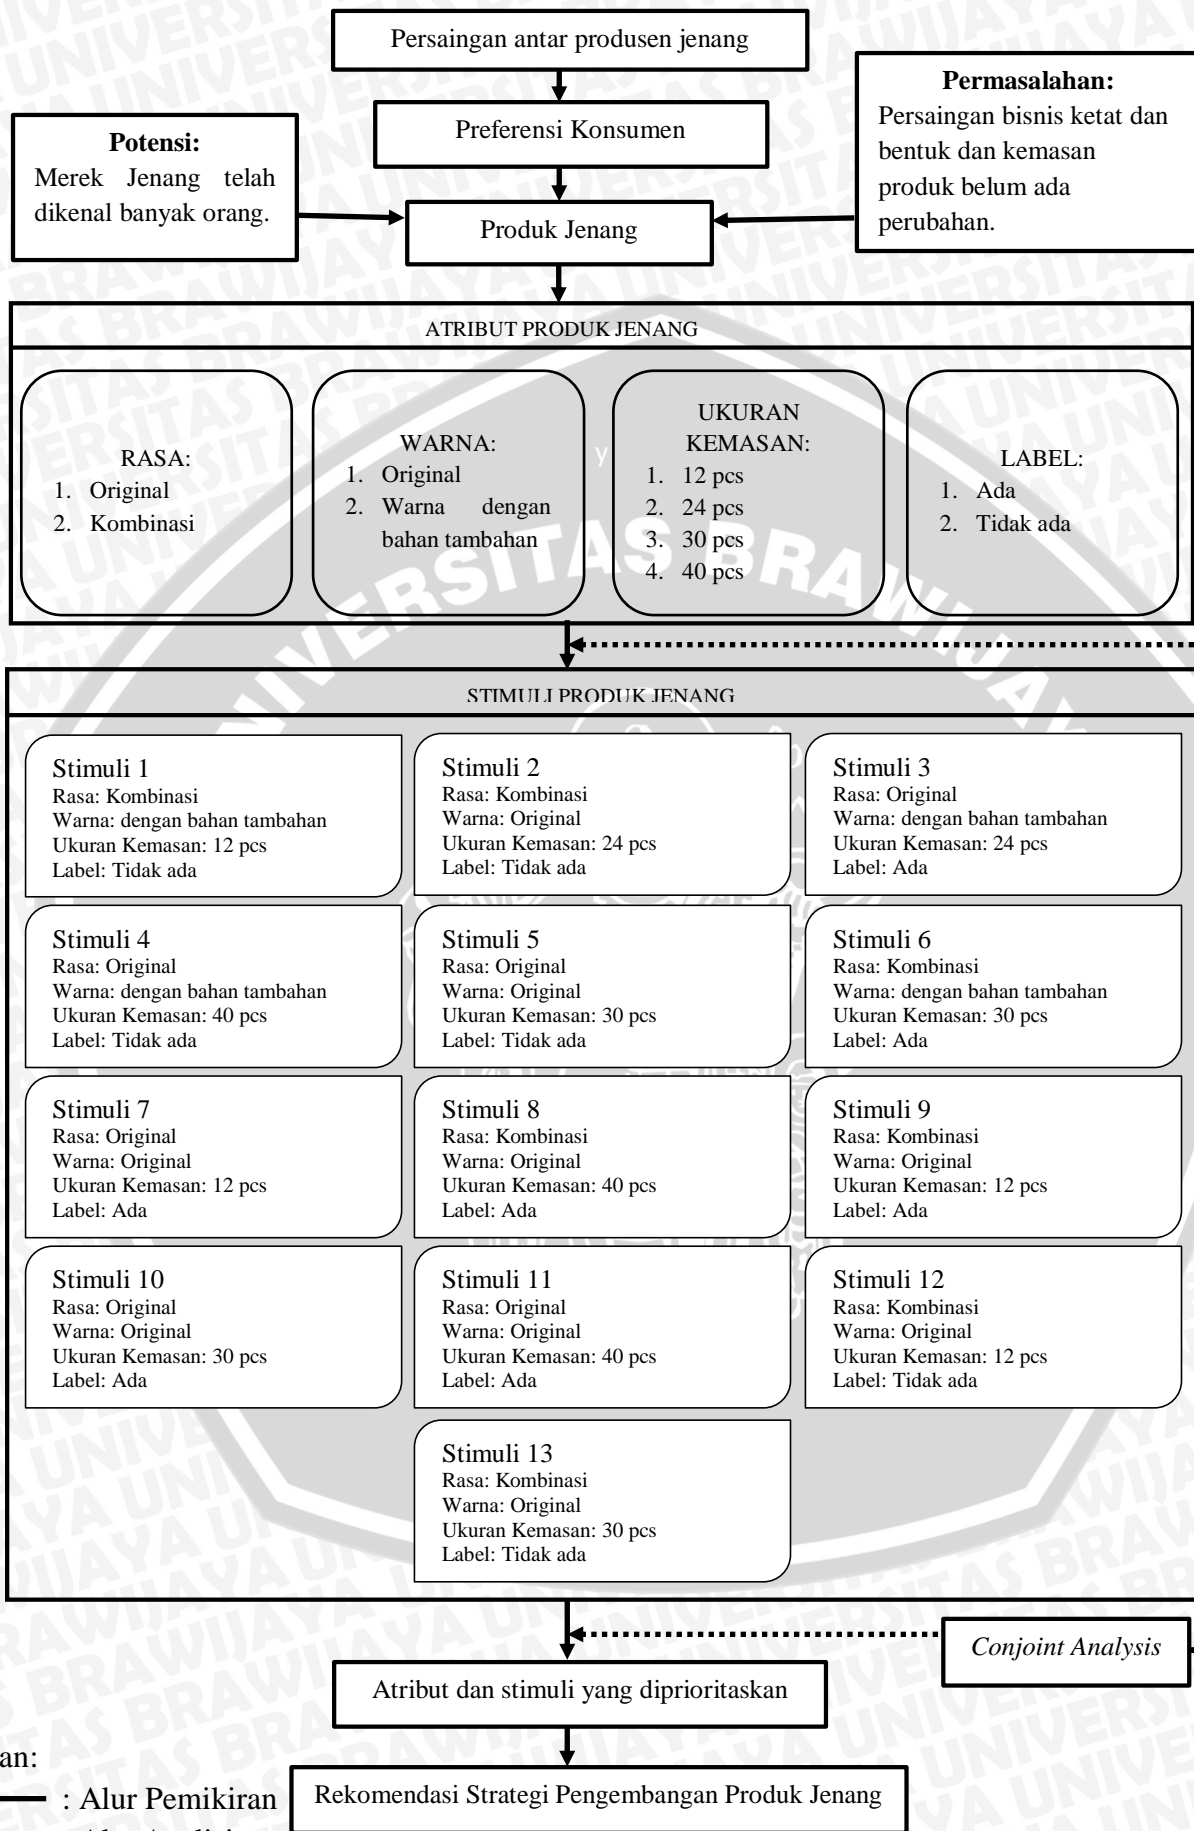 Persaingan antar produsen jenang
Preferensi Konsumen
Potensi:
Merek Jenang telah
dikenal banyak orang.
Permasalahan:
Persaingan bisnis ketat dan
bentuk dan kemasan
produk belum ada
perubahan.
Produk Jenang
ATRIBUT PRODUK JENANG
RASA:
1. Original
2. Kombinasi
WARNA:
1. Original
2. Warna dengan
bahan tambahan
UKURAN
KEMASAN:
1. 12 pcs
2. 24 pcs
3. 30 pcs
4. 40 pcs
LABEL:
1. Ada
2. Tidak ada
y
UNIVERSITAS BRAWIJAYA
STIMULI PRODUK JENANG
Stimuli 1
Rasa: Kombinasi
Warna: dengan bahan tambahan
Ukuran Kemasan: 12 pcs
Label: Tidak ada
Stimuli 2
Rasa: Kombinasi
Warna: Original
Ukuran Kemasan: 24 pcs
Label: Tidak ada
Stimuli 3
Rasa: Original
Warna: dengan bahan tambahan
Ukuran Kemasan: 24 pcs
Label: Ada
Stimuli 4
Rasa: Original
Warna: dengan bahan tambahan
Ukuran Kemasan: 40 pcs
Label: Tidak ada
Stimuli 5
Rasa: Original
Warna: Original
Ukuran Kemasan: 30 pcs
Label: Tidak ada
Stimuli 6
Rasa: Kombinasi
Warna: dengan bahan tambahan
Ukuran Kemasan: 30 pcs
Label: Ada
Stimuli 7
Rasa: Original
Warna: Original
Ukuran Kemasan: 12 pcs
Label: Ada
Stimuli 8
Rasa: Kombinasi
Warna: Original
Ukuran Kemasan: 40 pcs
Label: Ada
Stimuli 9
Rasa: Kombinasi
Warna: Original
Ukuran Kemasan: 12 pcs
Label: Ada
Stimuli 10
Rasa: Original
Warna: Original
Ukuran Kemasan: 30 pcs
Label: Ada
Stimuli 11
Rasa: Original
Warna: Original
Ukuran Kemasan: 40 pcs
Label: Ada
Stimuli 12
Rasa: Kombinasi
Warna: Original
Ukuran Kemasan: 12 pcs
Label: Tidak ada
Stimuli 13
Rasa: Kombinasi
Warna: Original
Ukuran Kemasan: 30 pcs
Label: Tidak ada
Conjoint Analysis
Atribut dan stimuli yang diprioritaskan
an:
: Alur Pemikiran
Rekomendasi Strategi Pengembangan Produk Jenang